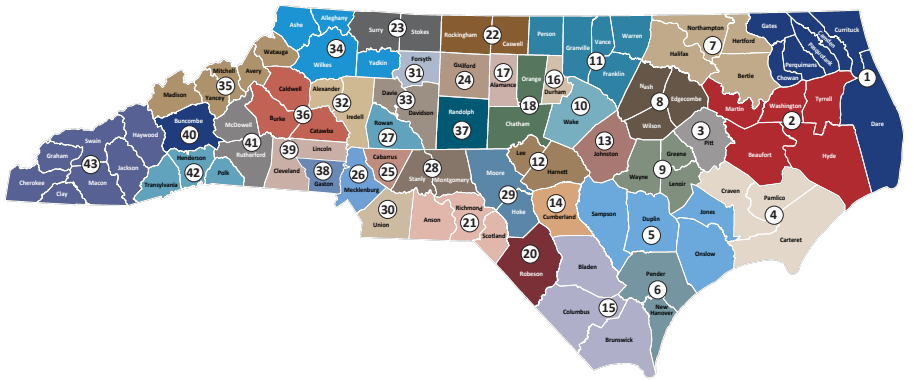 Ashe
Alleghany
Surry
23
Stokes
Rockingham
22
Caswell
Person
Granville
Vance
Warren
11
Franklin
Northampton
7
Hertford
Halifax
Bertie
Gates
Camden
Currituck
Pasquotank
Perquimans
Chowan
1
Dare
34
Wilkes
Yadkin
Forsyth
31
Guilford
24
17
Alamance
Orange
16
Durham
18
Chatham
10
Wake
Nash
Edgecombe
8
Wilson
Martin
Washington
Tyrrell
2
Beaufort
Hyde
Watauga
Mitchell
Avery
35
Yancey
Madison
Caldwell
Alexander
32
Iredell
Davie
33
Davidson
Randolph
37
Burke
36
Catawba
Rowan
27
Buncombe
40
McDowell
41
Rutherford
Haywood
Swain
Graham
43
Jackson
Macon
Cherokee
Clay
Henderson
42
Transylvania
Polk
Lincoln
39
Cleveland
38
Gaston
26
Mecklenburg
Cabarrus
25
28
Stanly
Montgomery
Moore
29
Hoke
Lee
12
Harnett
13
Johnston
3
Pitt
Greene
9
Wayne
Lenoir
Craven
Pamlico
4
Carteret
30
Union
Anson
Richmond
21
Scotland
14
Cumberland
Sampson
Duplin
5
Jones
Onslow
20
Robeson
Bladen
Pender
6
New
Hanover
Columbus
15
Brunswick